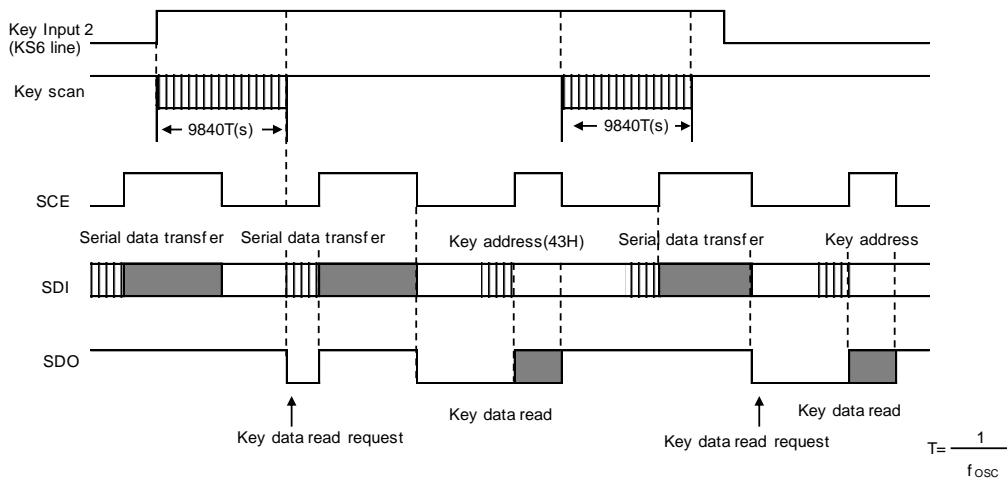 Key Input 2
(KS6 line)
Key scan
9840T(s)
9840T(s)
SCE
Serial data transfer
Serial data transfer
Key address(43H)
Serial data transfer
Key address
SDI
SDO
Key data read
Key data read
Key data read request
Key data read request
T= 1
fosc